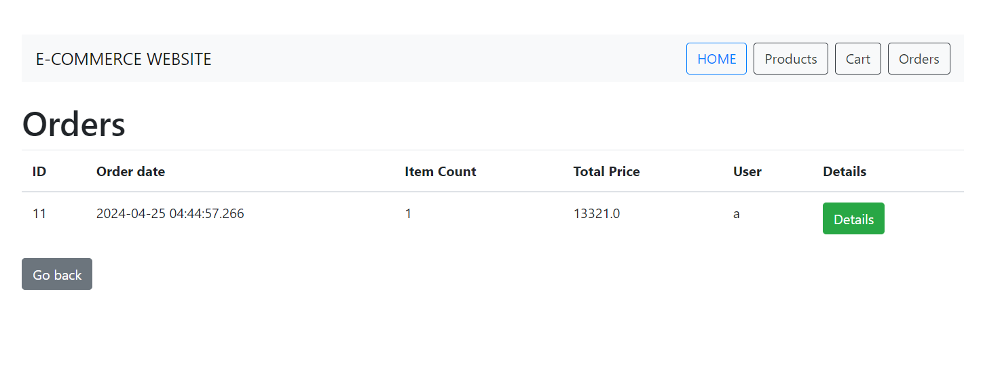 E-COMMERCE WEBSITE HOME Products Cart Orders
Orders
ID Order date Item Count Total Price User Details
11 2024-04-25 04:44:57.266 1 13321.0 a Details
Go back